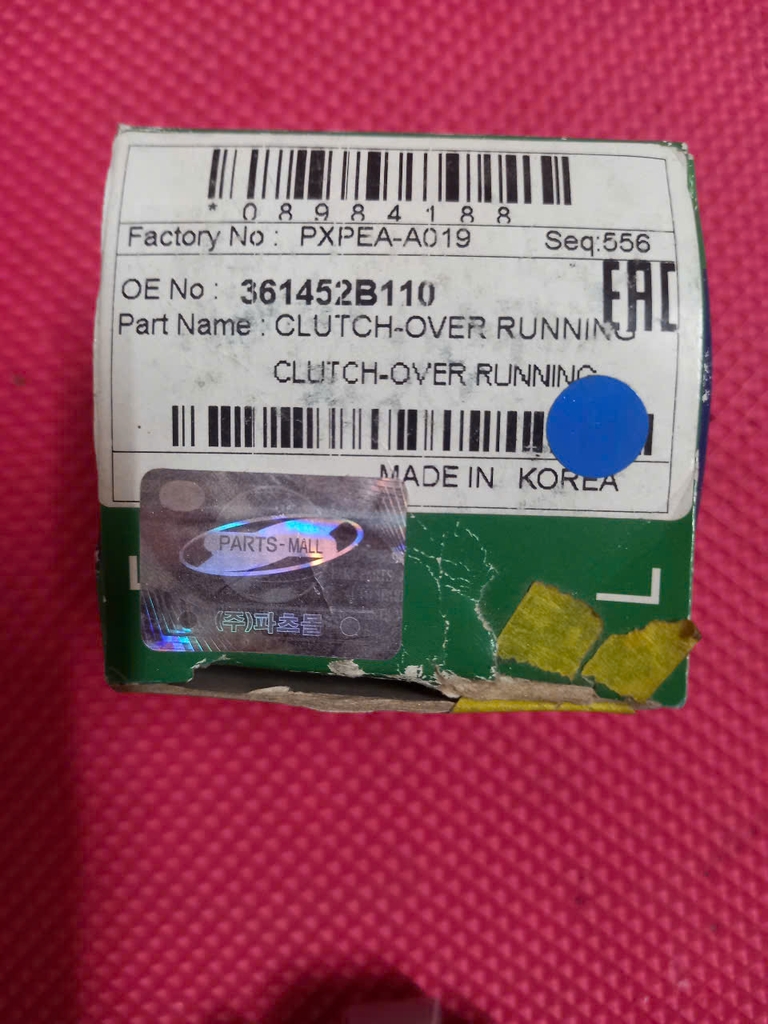 * 08984188
Factory No : PXPEA-A019 Seq:556
OE No : 361452B110
EAC
Part Name : CLUTCH-OVER RUNNING
CLUTCH-OVER RUNNING
MADE IN KOREA
PARTS-MALL
(주)파츠몰